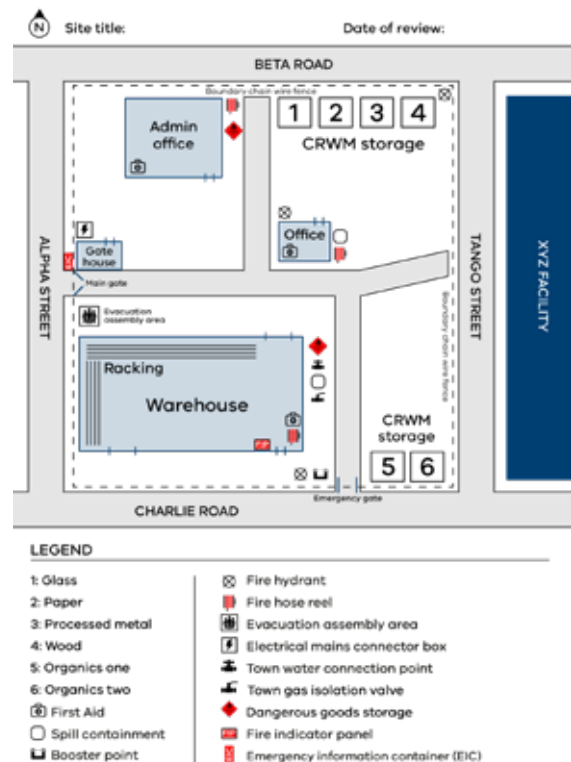 N
Site title:
Date of review:
BETA ROAD
Boundary chain wire fence
Admin
office
1 2 3 4
CRWM storage
ALPHA STREET
Gate
house
EIC
Main gate
Office
TANGO STREET
XYZ FACILITY
Boundary chain wire fence
Evacuation
assembly area
Racking
Warehouse
FIP
CRWM
storage
5 6
Emergency gate
CHARLIE ROAD
LEGEND
1: Glass
2: Paper
3: Processed metal
4: Wood
5: Organics one
6: Organics two
First Aid
Spill containment
Booster point
Fire hydrant
Fire hose reel
Evacuation assembly area
Electrical mains connector box
Town water connection point
Town gas isolation valve
Dangerous goods storage
Fire indicator panel
Emergency information container (EIC)